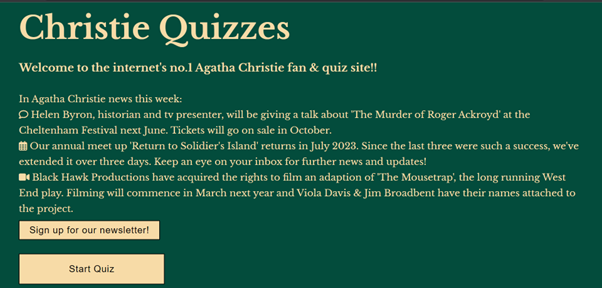 Christie Quizzes
Welcome to the internet's no.1 Agatha Christie fan & quiz site!!
In Agatha Christie news this week:
Helen Byron, historian and tv presenter, will be giving a talk about 'The Murder of Roger Ackroyd' at the
Cheltenham Festival next June. Tickets will go on sale in October.
Our annual meet up 'Return to Solidier's Island' returns in July 2023. Since the last three were such a success, we've
extended it over three days. Keep an eye on your inbox for further news and updates!
Black Hawk Productions have acquired the rights to film an adaption of 'The Mousetrap', the long running West
End play. Filming will commence in March next year and Viola Davis & Jim Broadbent have their names attached to
the project.
Sign up for our newsletter!
Start Quiz